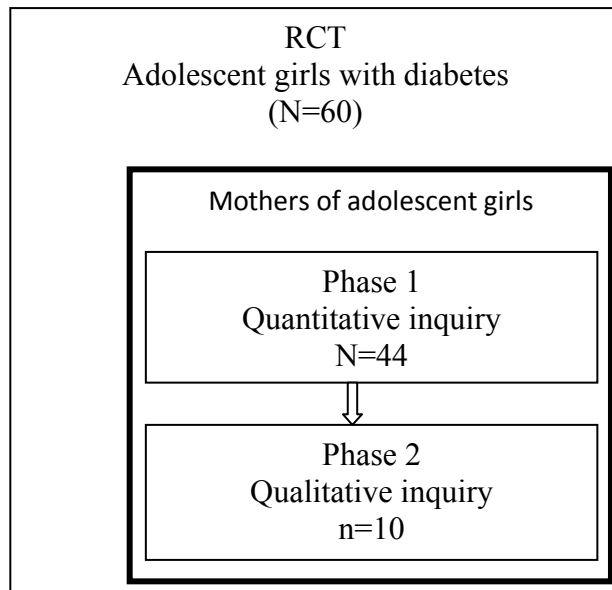 RCT
Adolescent girls with diabetes
(N=60)
Mothers of adolescent girls
Phase 1
Quantitative inquiry
N=44
Phase 2
Qualitative inquiry
n=10